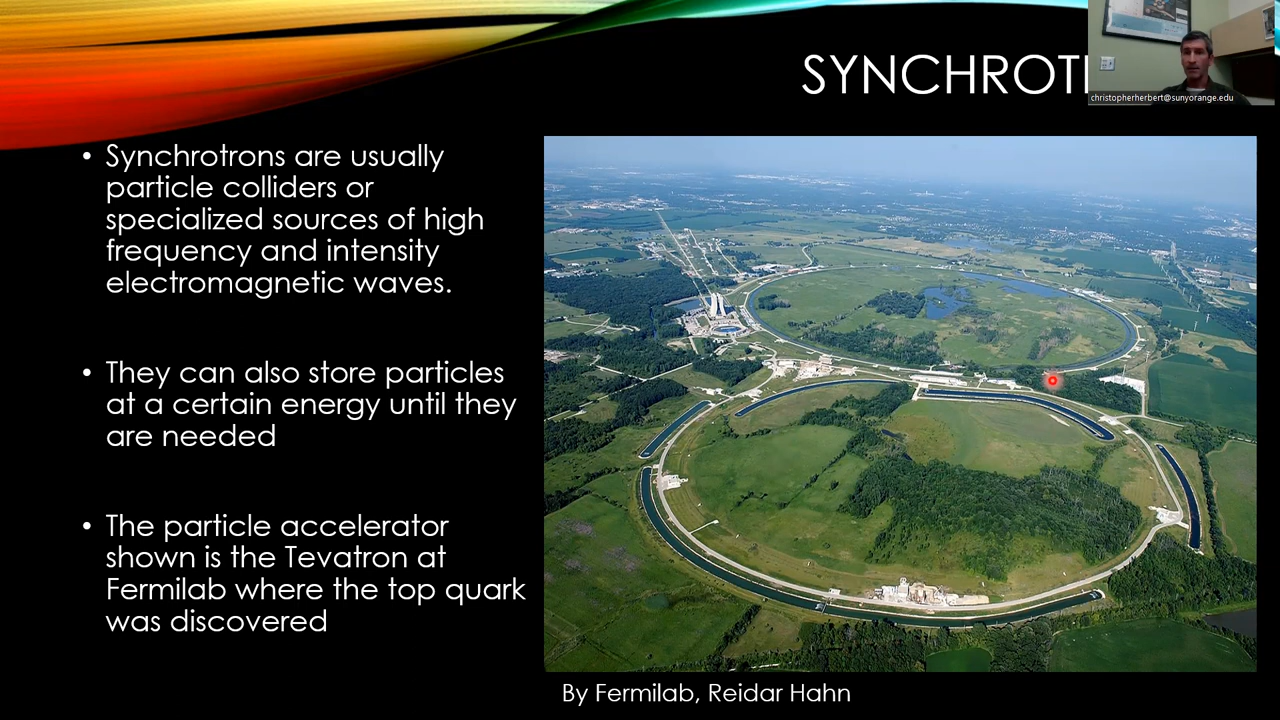 SYNCHROT
christopherherbert@sunyorange.edu
• Synchrotrons are usually
particle colliders or
specialized sources of high
frequency and intensity
electromagnetic waves.
• They can also store particles
at a certain energy until they
are needed
• The particle accelerator
shown is the Tevatron at
Fermilab where the top quark
was discovered
By Fermilab, Reidar Hahn